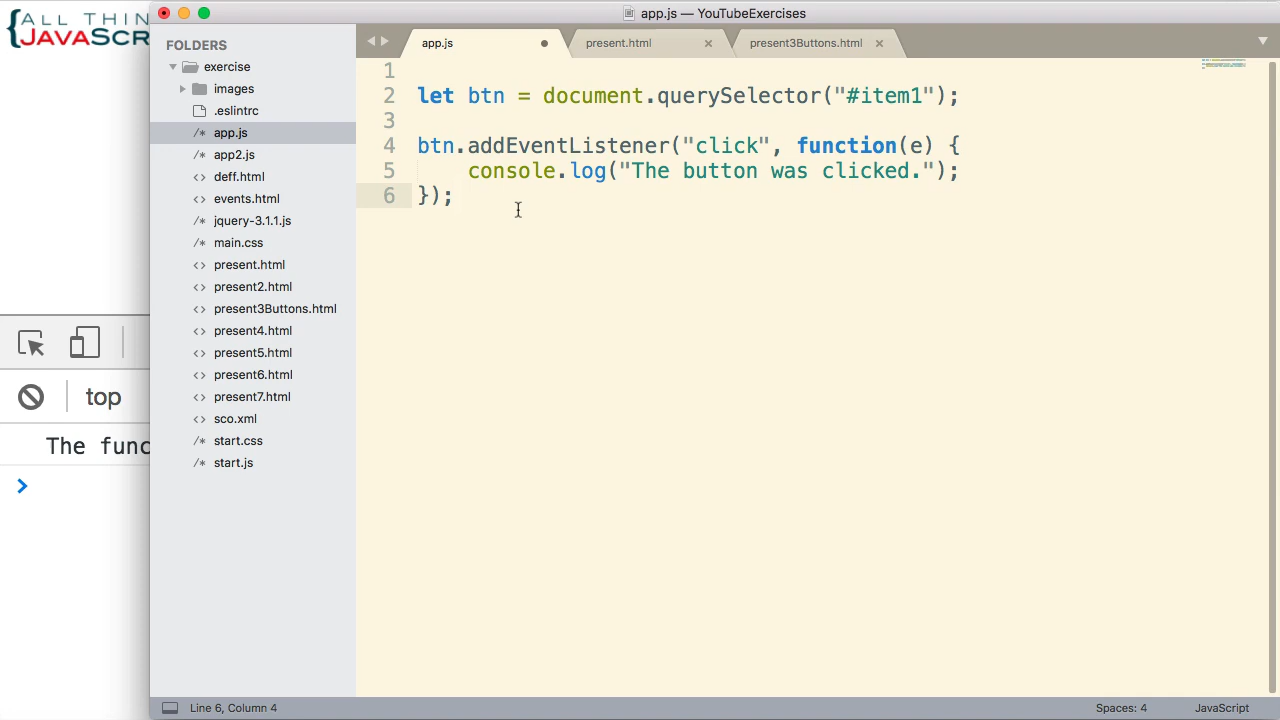 {ALL THIN
JAVASCR
app.js — YouTubeExercises
FOLDERS
exercise
images
.eslintrc
app.js
app2.js
deff.html
events.html
jquery-3.1.1.js
main.css
present.html
present2.html
present3Buttons.html
present4.html
present5.html
present6.html
present7.html
sco.xml
start.css
start.js
app.js
present.html
present3Buttons.html
1
2 let btn = document.querySelector("#item1");
3
4 btn.addEventListener("click", function(e) {
5 console.log("The button was clicked.");
6 });
top
The func
Line 6, Column 4
Spaces: 4
JavaScript